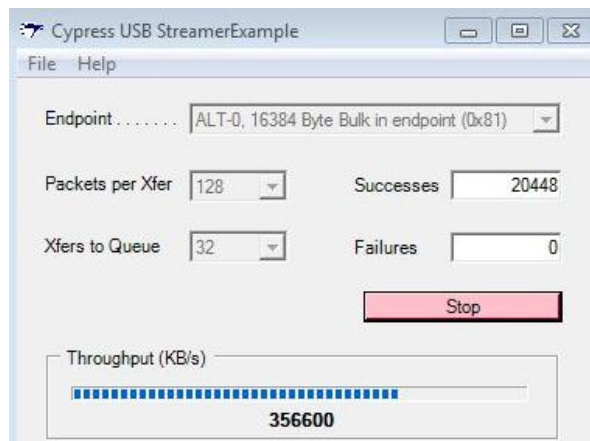 Cypress USB StreamerExample
File Help
Endpoint . . . . . . . ALT-0, 16384 Byte Bulk in endpoint (0x81)
Packets per Xfer 128 Successes 20448
Xfers to Queue 32 Failures 0
Stop
Throughput (KB/s)
356600